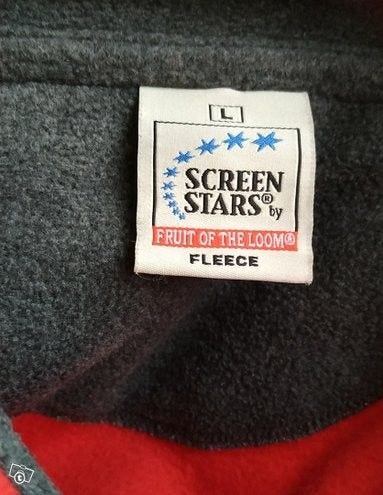 L
SCREEN
STARS® by
FRUIT OF THE LOOM®
FLEECE